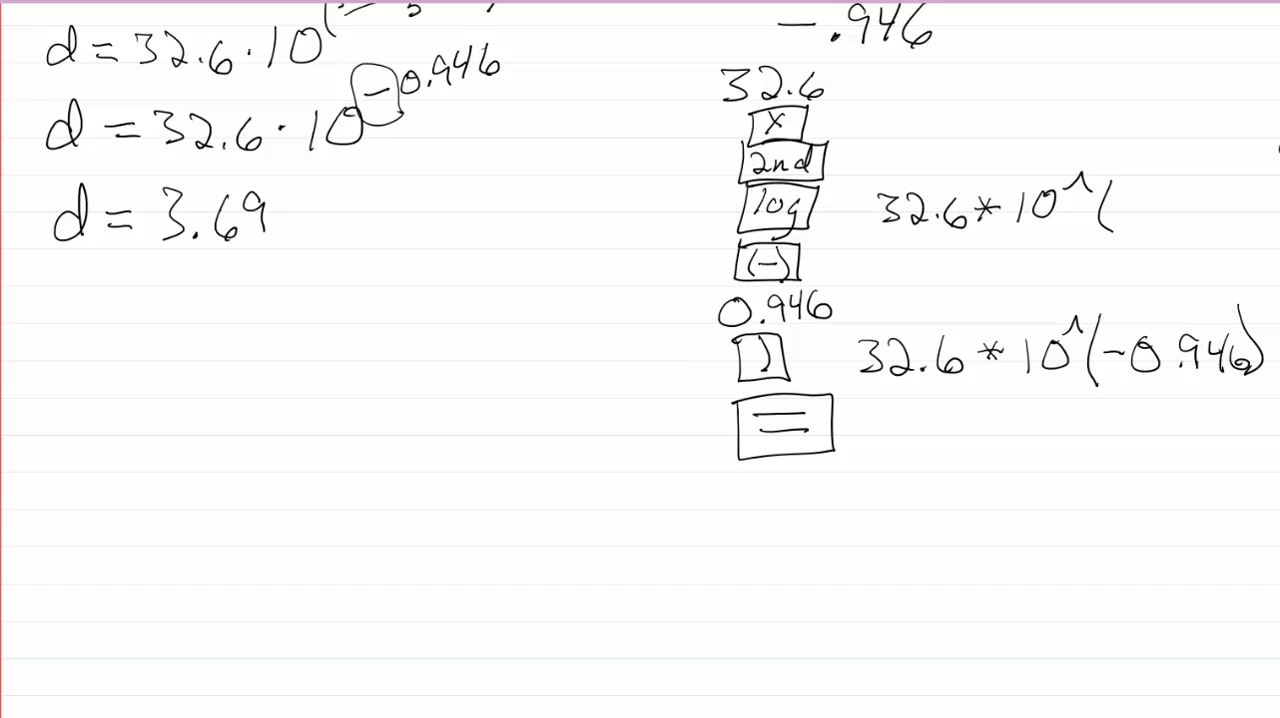 d = 32.6 · 10^(
d = 32.6 · 10^-0.946
d = 3.69
-.946
32.6
x
2nd
log
32.6 * 10^(
(-)
0.946
)
32.6 * 10^(-0.946)
=